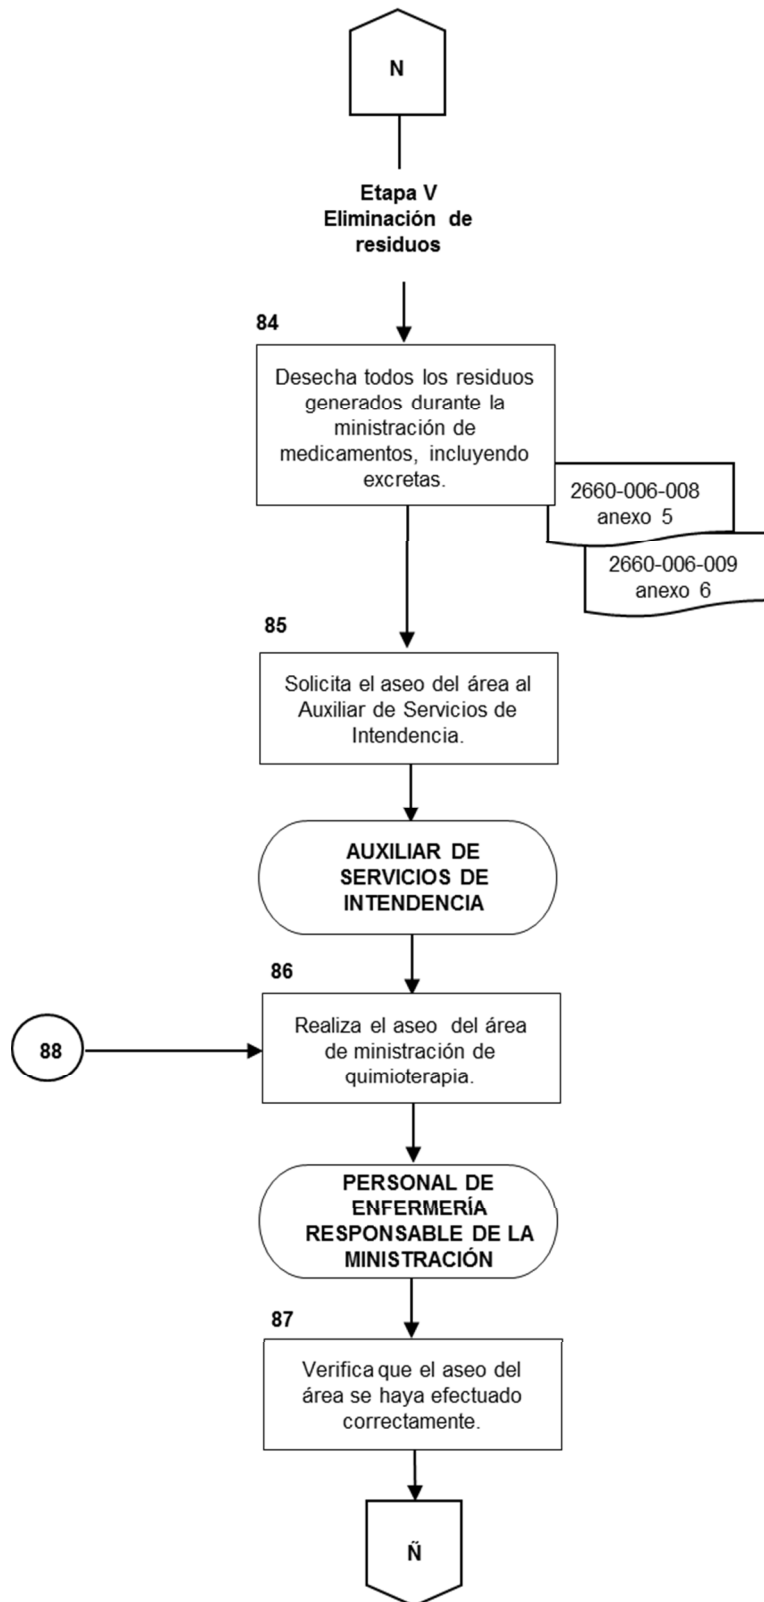 N
Etapa V
Eliminación de
residuos
84
Desecha todos los residuos
generados durante la
ministración de
medicamentos, incluyendo
excretas.
2660-006-008
anexo 5
2660-006-009
anexo 6
85
Solicita el aseo del área al
Auxiliar de Servicios de
Intendencia.
AUXILIAR DE
SERVICIOS DE
INTENDENCIA
86
Realiza el aseo del área
de ministración de
quimioterapia.
88
PERSONAL DE
ENFERMERÍA
RESPONSABLE DE LA
MINISTRACIÓN
87
Verifica que el aseo del
área se haya efectuado
correctamente.
Ñ